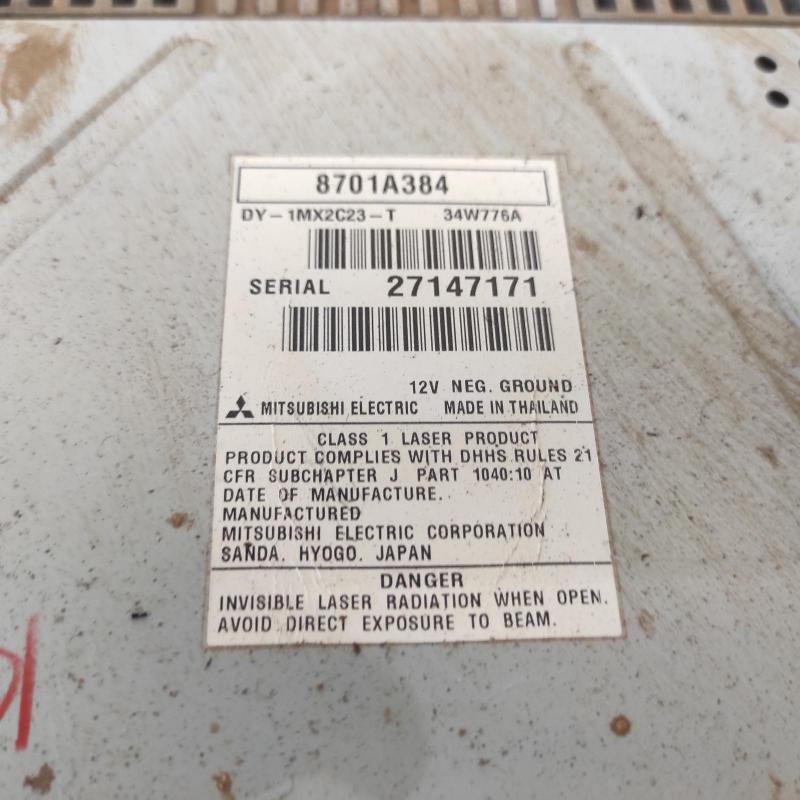 8701A384
DY-1MX2C23-T 34W776A
SERIAL 27147171
12V NEG. GROUND
MITSUBISHI ELECTRIC MADE IN THAILAND
CLASS 1 LASER PRODUCT
PRODUCT COMPLIES WITH DHHS RULES 21
CFR SUBCHAPTER J PART 1040:10 AT
DATE OF MANUFACTURE.
MANUFACTURED
MITSUBISHI ELECTRIC CORPORATION
SANDA. HYOGO. JAPAN
DANGER
INVISIBLE LASER RADIATION WHEN OPEN.
AVOID DIRECT EXPOSURE TO BEAM.